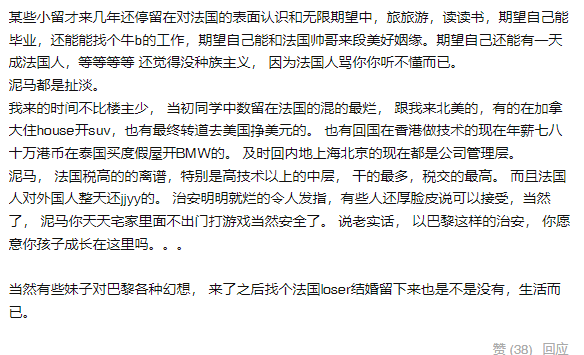 某些小留才来几年还停留在对法国的表面认识和无限期望中，旅旅游，读读书，期望自己能
毕业，还能能找个牛b的工作，期望自己能和法国帅哥来段美好姻缘。期望自己还能有一天
成法国人，等等等等 还觉得没种族主义， 因为法国人骂你你听不懂而已。
泥马都是扯淡。
我来的时间不比楼主少， 当初同学中数留在法国的混的最烂， 跟我来北美的，有的在加拿
大住house开suv，也有最终转道去美国挣美元的。 也有回国在香港做技术的现在年薪七八
十万港币在泰国买度假屋开BMW的。 及时回内地上海北京的现在都是公司管理层。
泥马， 法国税高的的离谱，特别是高技术以上的中层， 干的最多，税交的最高。 而且法国
人对外国人整天还jjyy的。 治安明明就烂的令人发指，有些人还厚脸皮说可以接受，当然
了， 泥马你天天宅家里面不出门打游戏当然安全了。 说老实话， 以巴黎这样的治安， 你愿
意你孩子成长在这里吗。。。
当然有些妹子对巴黎各种幻想， 来了之后找个法国loser结婚留下来也是不是没有，生活而
已。
赞 (38) 回应